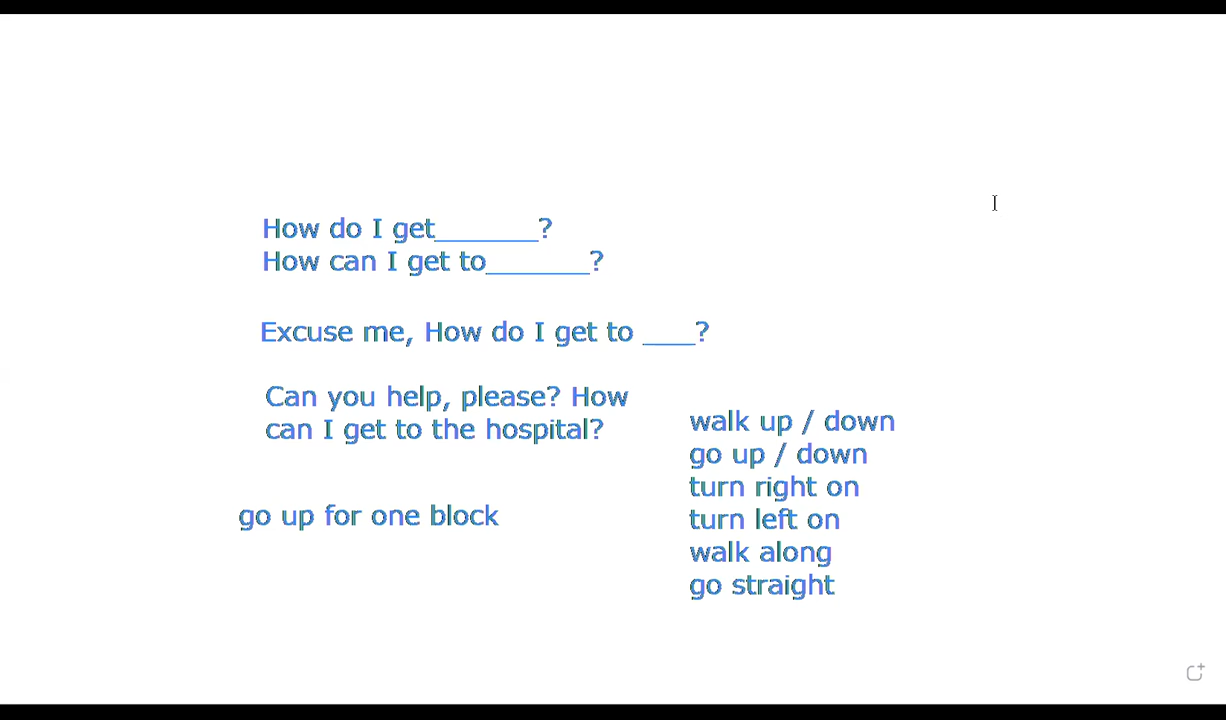 How do I get_______?
How can I get to_______?
Excuse me, How do I get to ___?
Can you help, please? How
can I get to the hospital?
go up for one block
walk up / down
go up / down
turn right on
turn left on
walk along
go straight